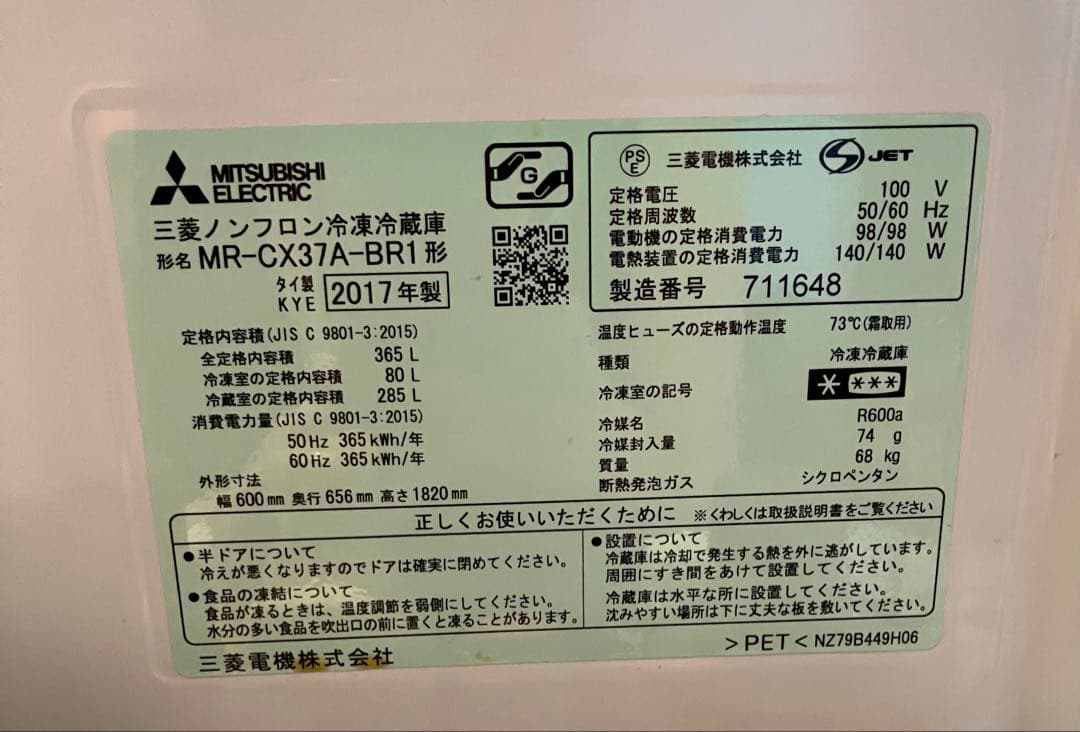 MITSUBISHI
ELECTRIC
G
三菱ノンフロン冷凍冷蔵庫
形名 MR-CX37A-BR1形
タイ製
KYE
2017年製
PS
E
三菱電機株式会社
S JET
定格電圧 100 V
定格周波数 50/60 Hz
電動機の定格消費電力 98/98 W
電熱装置の定格消費電力 140/140 W
製造番号 711648
定格内容積(JIS C 9801-3:2015)
全定格内容積 365 L
冷凍室の定格内容積 80 L
冷蔵室の定格内容積 285 L
消費電力量(JIS C 9801-3:2015)
50Hz 365kWh/年
60Hz 365kWh/年
外形寸法
幅600mm 奥行656mm 高さ1820mm
温度ヒューズの定格動作温度 73℃(霜取用)
種類 冷凍冷蔵庫
冷凍室の記号 * ***
冷媒名 R600a
冷媒封入量 74 g
質量 68 kg
断熱発泡ガス シクロペンタン
正しくお使いいただくために ※くわしくは取扱説明書をご覧ください
●半ドアについて
冷えが悪くなりますのでドアは確実に閉めてください。
●食品の凍結について
食品が凍るときは、温度調節を弱側にしてください。
水分の多い食品を吹出口の前に置くと凍ることがあります。
●設置について
冷蔵庫は冷却で発生する熱を外に逃がしています。
周囲にすき間をあけて設置してください。
冷蔵庫は水平な所に設置してください。
沈みやすい場所は下に丈夫な板を敷いてください。
三菱電機株式会社
>PET< NZ79B449H06